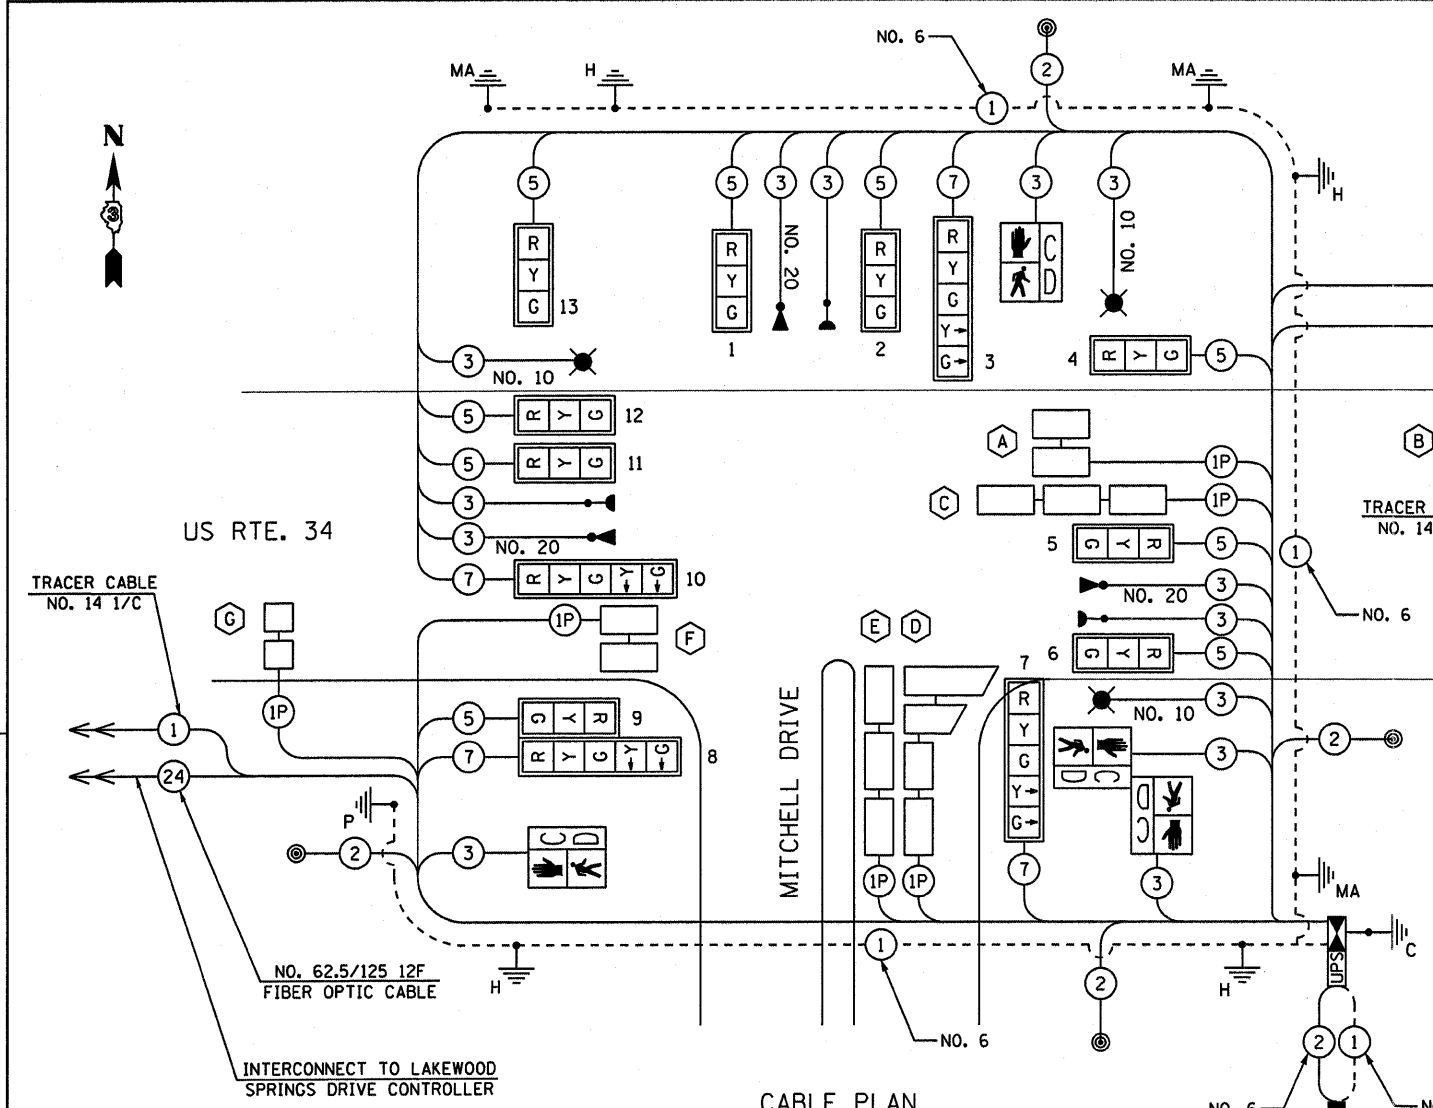 NO. 6
2
MA
H
1
MA
N
3
5
5
3
3
5
7
3
3
H
R
Y
G
13
R
Y
G
1
NO. 20
R
Y
G
2
R
Y
G
Y
G
3
C
D
NO. 10
3
NO. 10
4
R Y G
5
5
R Y G
12
5
R Y G
11
3
3
NO. 20
7
R Y G Y G
10
US RTE. 34
A
1P
B
C
1P
TRACER
NO. 14
5
G Y R
5
1
NO. 6
3
NO. 20
3
6
G Y R
5
TRACER CABLE
NO. 14 1/C
G
1P
F
E
D
7
R
Y
G
Y
G
3
NO. 10
1P
5
G Y R
9
7
R Y G Y G
8
1
24
MITCHELL DRIVE
D C
3
2
D
C
P
2
3
C D
1P
1P
7
3
MA
C
UPS
NO. 62.5/125 12F
FIBER OPTIC CABLE
H
1
2
H
NO. 6
2
1
INTERCONNECT TO LAKEWOOD
SPRINGS DRIVE CONTROLLER
CABLE PLAN
NO. 6